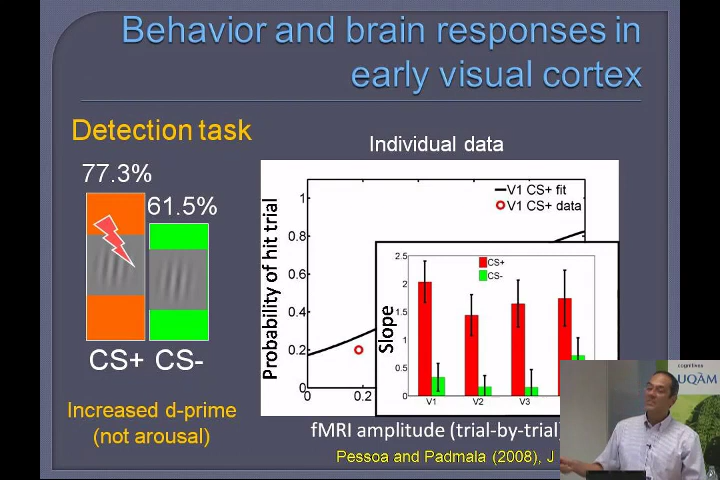 Behavior and brain responses in
early visual cortex
Detection task
77.3%
61.5%
CS+ CS-
Increased d-prime
(not arousal)
Individual data
Probability of hit trial
1
0.8
0.6
0.4
0.2
0
0
0.2
V1 CS+ fit
V1 CS+ data
Slope
2.5
2
1.5
1
0.5
0
CS+
CS-
V1
V2
V3
fMRI amplitude (trial-by-trial)
Pessoa and Padmala (2008), J
cognitives
UQÀM